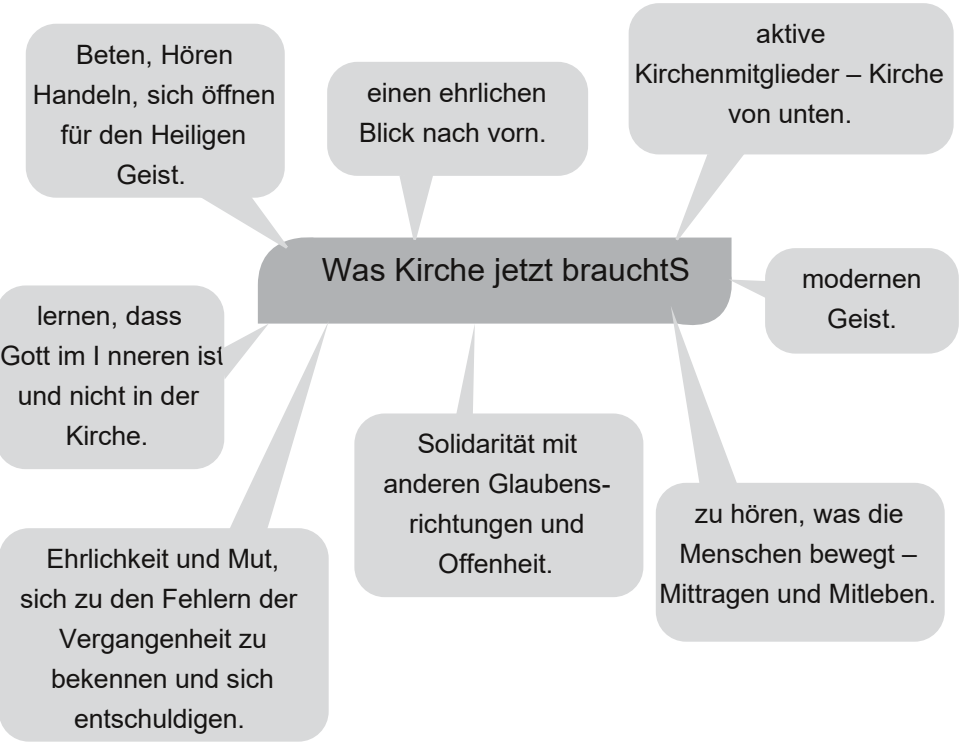 Beten, Hören
Handeln, sich öffnen
für den Heiligen
Geist.
einen ehrlichen
Blick nach vorn.
aktive
Kirchenmitglieder – Kirche
von unten.
Was Kirche jetzt brauchtS
modernen
Geist.
lernen, dass
Gott im I nneren ist
und nicht in der
Kirche.
Solidarität mit
anderen Glaubens-
richtungen und
Offenheit.
zu hören, was die
Menschen bewegt –
Mittragen und Mitleben.
Ehrlichkeit und Mut,
sich zu den Fehlern der
Vergangenheit zu
bekennen und sich
entschuldigen.